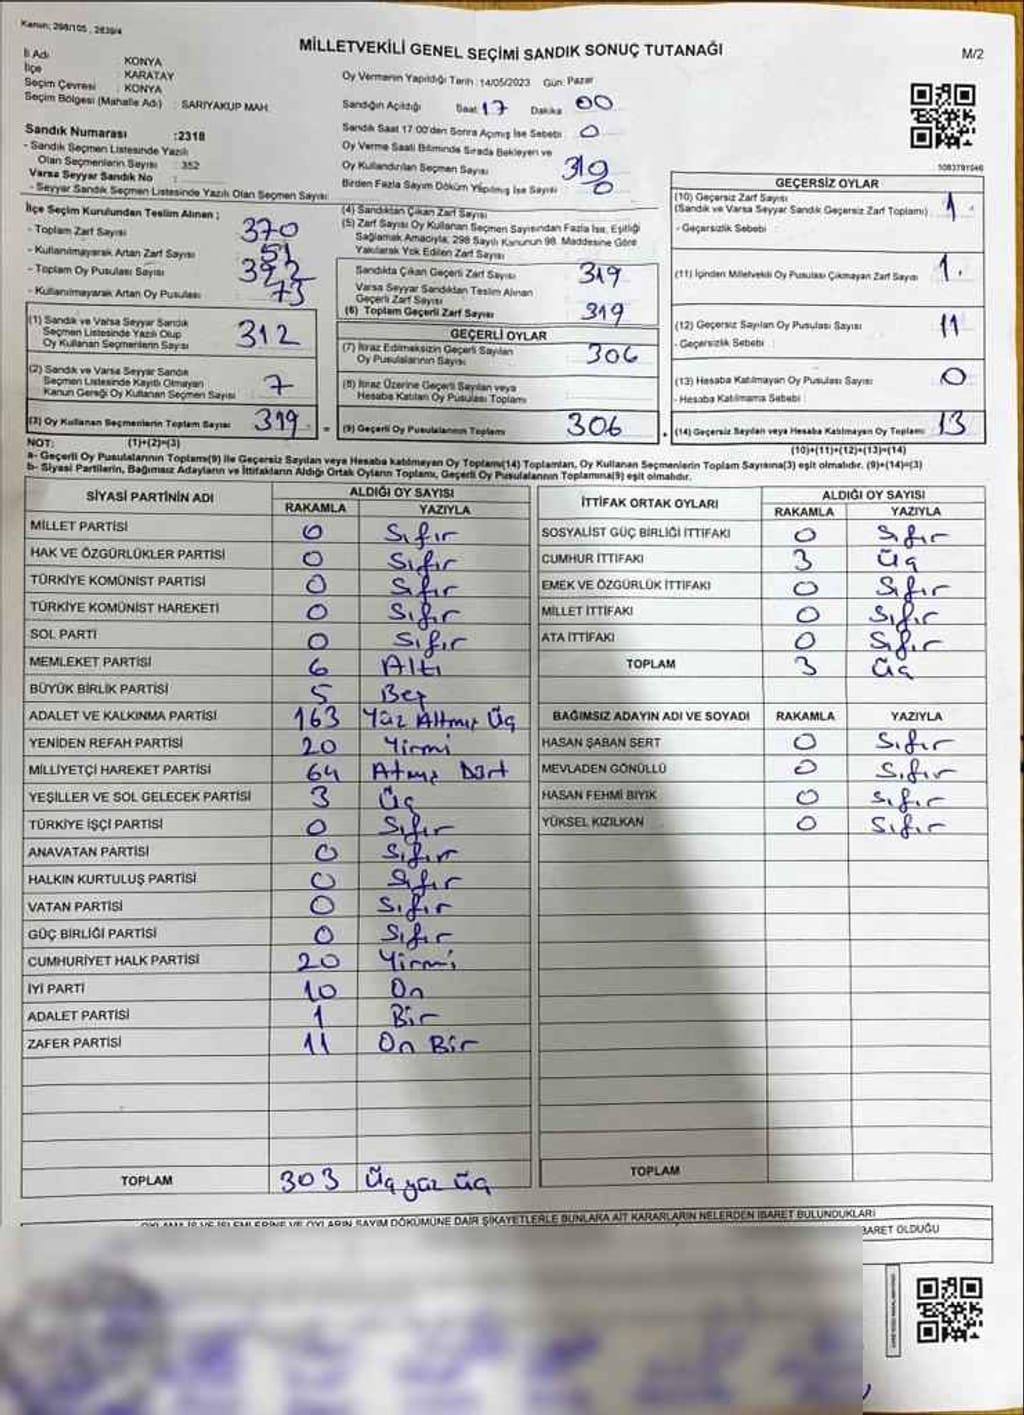 Kanun; 298/105 , 2839/4
MİLLETVEKİLİ GENEL SEÇİMİ SANDIK SONUÇ TUTANAĞI
M/2
İl Adı : KONYA
İlçe : KARATAY
Seçim Çevresi : KONYA
Seçim Bölgesi (Mahalle Adı) : SARIYAKUP MAH.
Oy Vermenin Yapıldığı Tarih : 14/05/2023 Gün: Pazar
Sandığın Açıldığı Saat 17 Dakika 00
Sandık Saat 17:00'den Sonra Açımış İse Sebebi 0
Oy Verme Saati Bitiminde Sırada Bekleyen ve
Oy Kullandırılan Seçmen Sayısı 319
Birden Fazla Sayım Döküm Yapılmış İse Sayısı 0
Sandık Numarası :2318
- Sandık Seçmen Listesinde Yazılı
Olan Seçmenlerin Sayısı : 352
Varsa Seyyar Sandık No :
- Seyyar Sandık Seçmen Listesinde Yazılı Olan Seçmen Sayısı
İlçe Seçim Kurulundan Teslim Alınan ;
- Toplam Zarf Sayısı 370
- Kullanılmayarak Artan Zarf Sayısı 51
- Toplam Oy Pusulası Sayısı 392
- Kullanılmayarak Artan Oy Pusulası 73
(1) Sandık ve Varsa Seyyar Sandık
Seçmen Listesinde Yazılı Olup
Oy Kullanan Seçmenlerin Sayısı 312
(2) Sandık ve Varsa Seyyar Sandık
Seçmen Listesinde Kayıtlı Olmayan
Kanun Gereği Oy Kullanan Seçmen Sayısı 7
(3) Oy Kullanan Seçmenlerin Toplam Sayısı 319 =
(4) Sandıktan Çıkan Zarf Sayısı
(5) Zarf Sayısı Oy Kullanan Seçmen Sayısından Fazla İse, Eşitliği
Sağlamak Amacıyla, 298 Sayılı Kanunun 98. Maddesine Göre
Yakılarak Yok Edilen Zarf Sayısı
Sandıkta Çıkan Geçerli Zarf Sayısı 319
Varsa Seyyar Sandıktan Teslim Alınan
Geçerli Zarf Sayısı
(6) Toplam Geçerli Zarf Sayısı 319
GEÇERLİ OYLAR
(7) İtiraz Edilmeksizin Geçerli Sayılan
Oy Pusulalarının Sayısı 306
(8) İtiraz Üzerine Geçerli Sayılan veya
Hesaba Katılan Oy Pusulaları Toplamı
(9) Geçerli Oy Pusulalarının Toplamı 306
1083791046
GEÇERSİZ OYLAR
(10) Geçersiz Zarf Sayısı 1
(Sandık ve Varsa Seyyar Sandık Geçersiz Zarf Toplamı)
- Geçersizlik Sebebi :
(11) İçinden Milletvekili Oy Pusulası Çıkmayan Zarf Sayısı 1.
(12) Geçersiz Sayılan Oy Pusulası Sayısı 11
- Geçersizlik Sebebi
(13) Hesaba Katılmayan Oy Pusulası Sayısı 0
- Hesaba Katılmama Sebebi :
(14) Geçersiz Sayılan veya Hesaba Katılmayan Oy Toplamı 13
NOT: (1)+(2)=(3)
(10)+(11)+(12)+(13)=(14)
a- Geçerli Oy Pusulalarının Toplamı(9) ile Geçersiz Sayılan veya Hesaba katılmayan Oy Toplamı(14) Toplamları, Oy Kullanan Seçmenlerin Toplam Sayısına(3) eşit olmalıdır. (9)+(14)=(3)
b- Siyasi Partilerin, Bağımsız Adayların ve İttifakların Aldığı Ortak Oyların Toplamı, Geçerli Oy Pusulalarının Toplamına(9) eşit olmalıdır.
SİYASİ PARTİNİN ADI ALDIĞI OY SAYISI
RAKAMLA YAZIYLA
MİLLET PARTİSİ 0 Sıfır
HAK VE ÖZGÜRLÜKLER PARTİSİ 0 Sıfır
TÜRKİYE KOMÜNİST PARTİSİ 0 Sıfır
TÜRKİYE KOMÜNİST HAREKETİ 0 Sıfır
SOL PARTİ 0 Sıfır
MEMLEKET PARTİSİ 6 Altı
BÜYÜK BİRLİK PARTİSİ 5 Beş
ADALET VE KALKINMA PARTİSİ 163 Yüz Altmış Üç
YENİDEN REFAH PARTİSİ 20 Yirmi
MİLLİYETÇİ HAREKET PARTİSİ 64 Atmış Dört
YEŞİLLER VE SOL GELECEK PARTİSİ 3 Üç
TÜRKİYE İŞÇİ PARTİSİ 0 Sıfır
ANAVATAN PARTİSİ 0 Sıfır
HALKIN KURTULUŞ PARTİSİ 0 Sıfır
VATAN PARTİSİ 0 Sıfır
GÜÇ BİRLİĞİ PARTİSİ 0 Sıfır
CUMHURİYET HALK PARTİSİ 20 Yirmi
İYİ PARTİ 10 On
ADALET PARTİSİ 1 Bir
ZAFER PARTİSİ 11 On Bir
TOPLAM 303 Üç yüz Üç
İTTİFAK ORTAK OYLARI ALDIĞI OY SAYISI
RAKAMLA YAZIYLA
SOSYALİST GÜÇ BİRLİĞİ İTTİFAKI 0 Sıfır
CUMHUR İTTİFAKI 3 Üç
EMEK VE ÖZGÜRLÜK İTTİFAKI 0 Sıfır
MİLLET İTTİFAKI 0 Sıfır
ATA İTTİFAKI 0 Sıfır
TOPLAM 3 Üç
BAĞIMSIZ ADAYIN ADI VE SOYADI RAKAMLA YAZIYLA
HASAN ŞABAN SERT 0 Sıfır
MEVLADEN GÖNÜLLÜ 0 Sıfır
HASAN FEHMİ BIYIK 0 Sıfır
YÜKSEL KIZILKAN 0 Sıfır
TOPLAM
OYLAMA İŞ VE İŞLEMLERİNE VE OYLARIN SAYIM DÖKÜMÜNE DAİR ŞİKAYETLERLE BUNLARA AİT KARARLARIN NELERDEN İBARET BULUNDUKLARI
BARET OLDUĞU